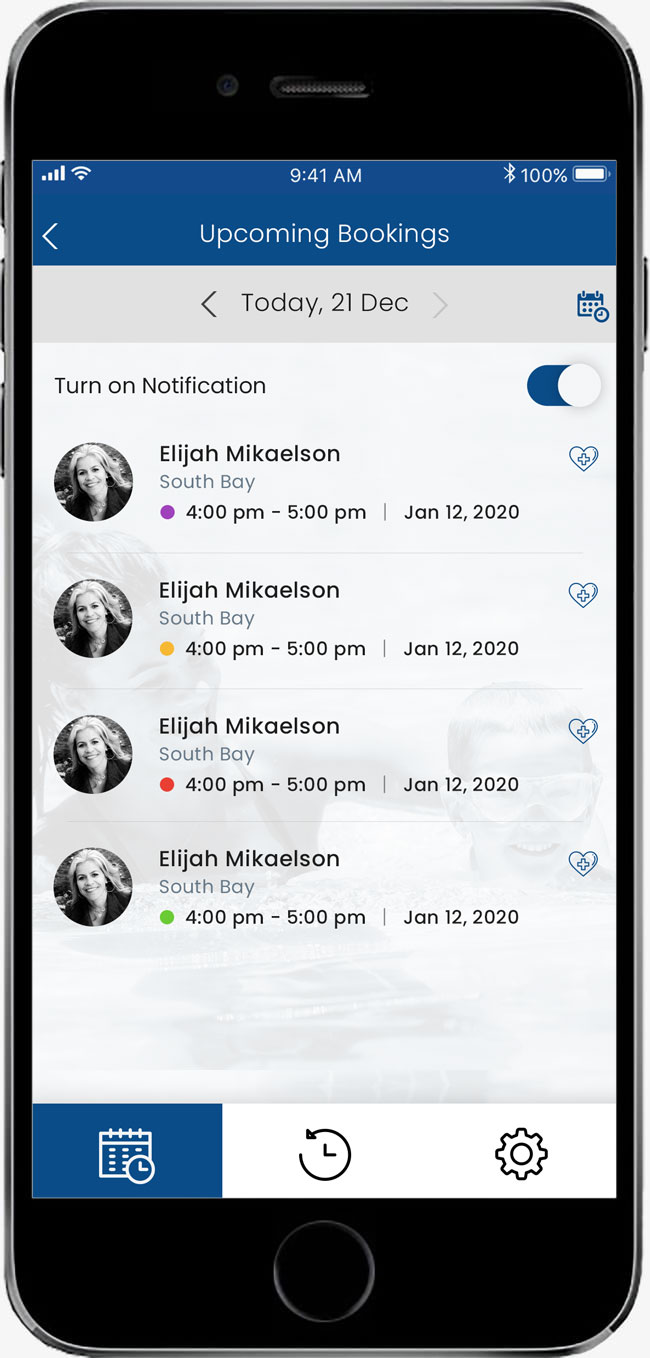 9:41 AM 100%
Upcoming Bookings
Today, 21 Dec
Turn on Notification
Elijah Mikaelson
South Bay
4:00 pm - 5:00 pm | Jan 12, 2020
Elijah Mikaelson
South Bay
4:00 pm - 5:00 pm | Jan 12, 2020
Elijah Mikaelson
South Bay
4:00 pm - 5:00 pm | Jan 12, 2020
Elijah Mikaelson
South Bay
4:00 pm - 5:00 pm | Jan 12, 2020